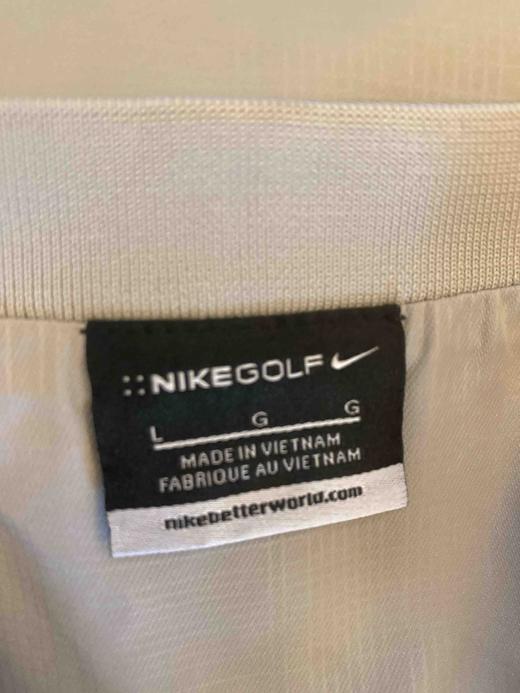 NIKEGOLF
L G G
MADE IN VIETNAM
FABRIQUE AU VIETNAM
nikebetterworld.com